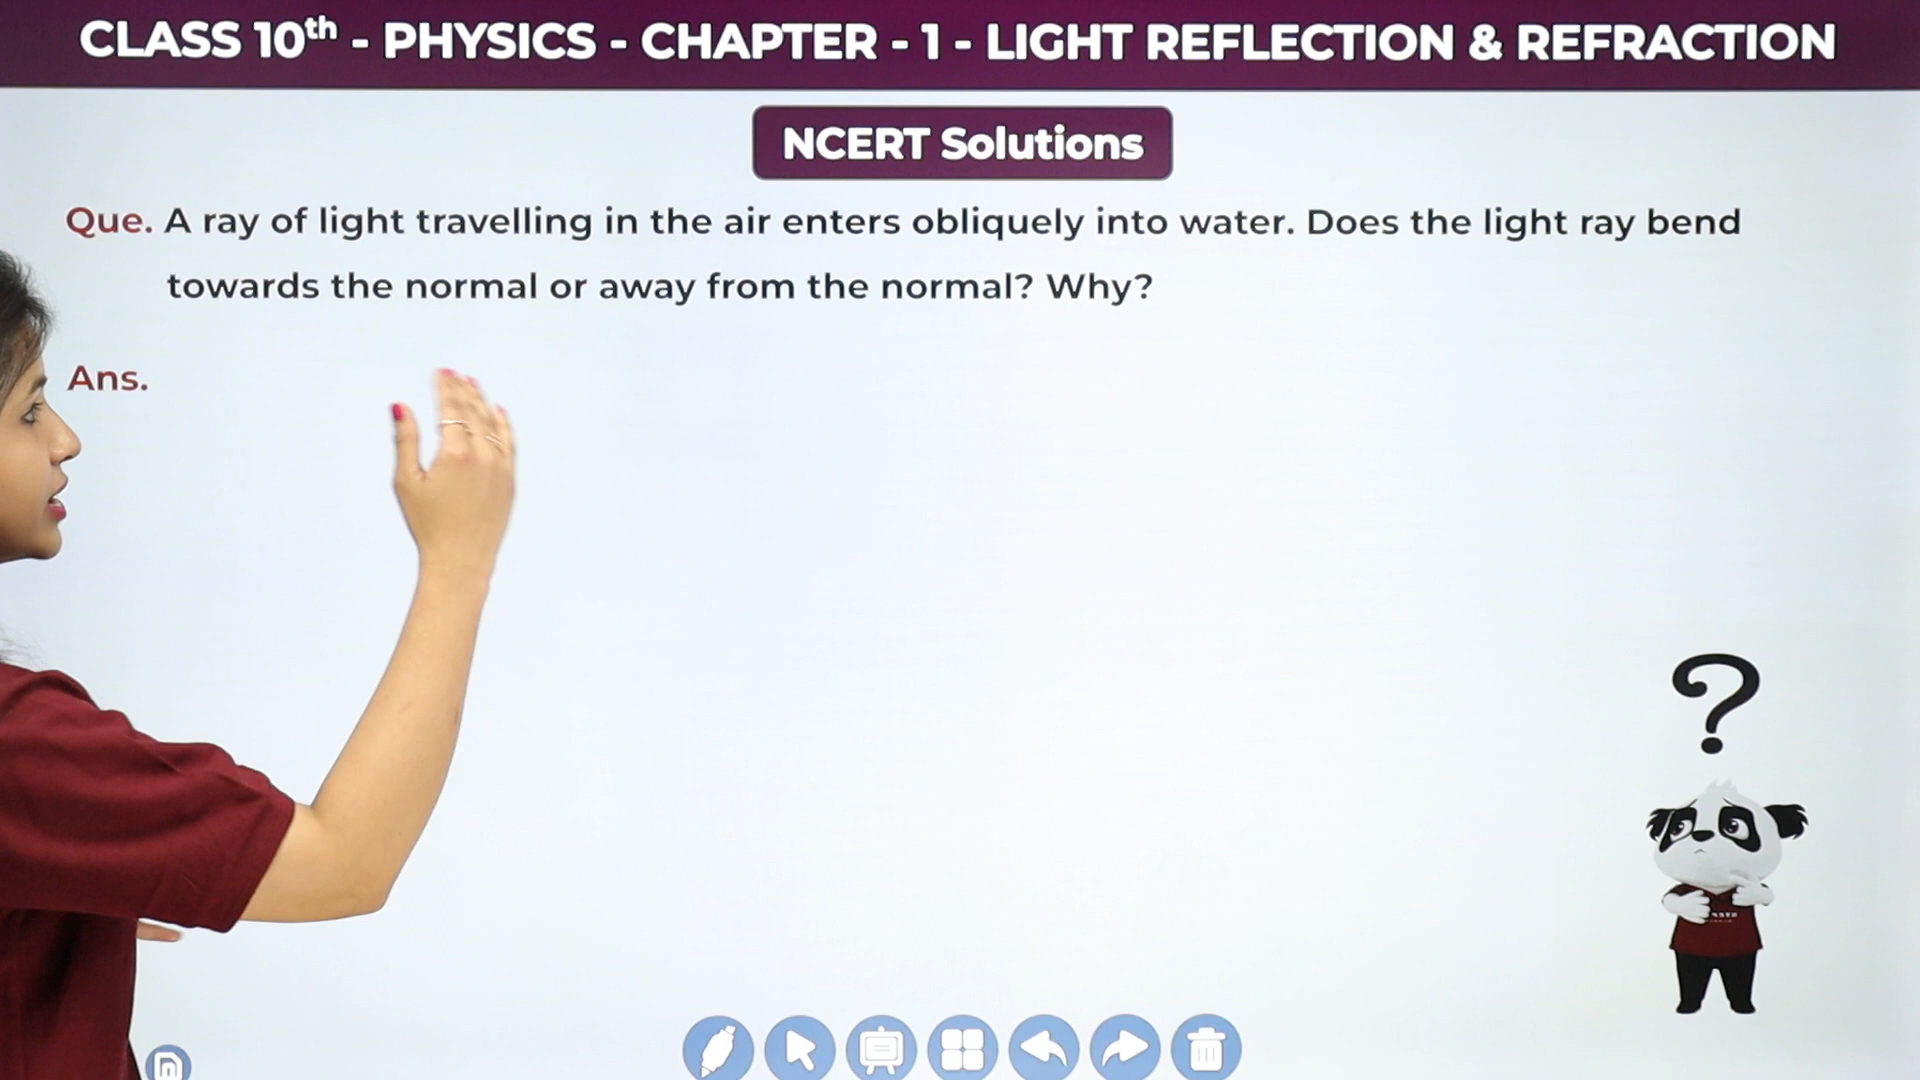 CLASS 10th - PHYSICS - CHAPTER - 1 - LIGHT REFLECTION & REFRACTION
NCERT Solutions
Que. A ray of light travelling in the air enters obliquely into water. Does the light ray bend
towards the normal or away from the normal? Why?
Ans.
?